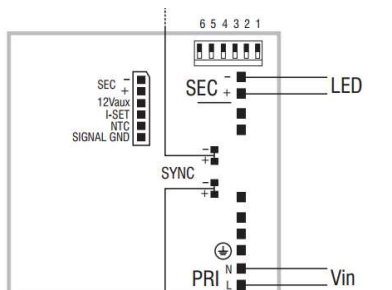 6 5 4 3 2 1
SEC -
+
12Vaux
I-SET
NTC
SIGNAL GND
SEC -
+
LED
-
+
SYNC
-
+
PRI N
L
Vin